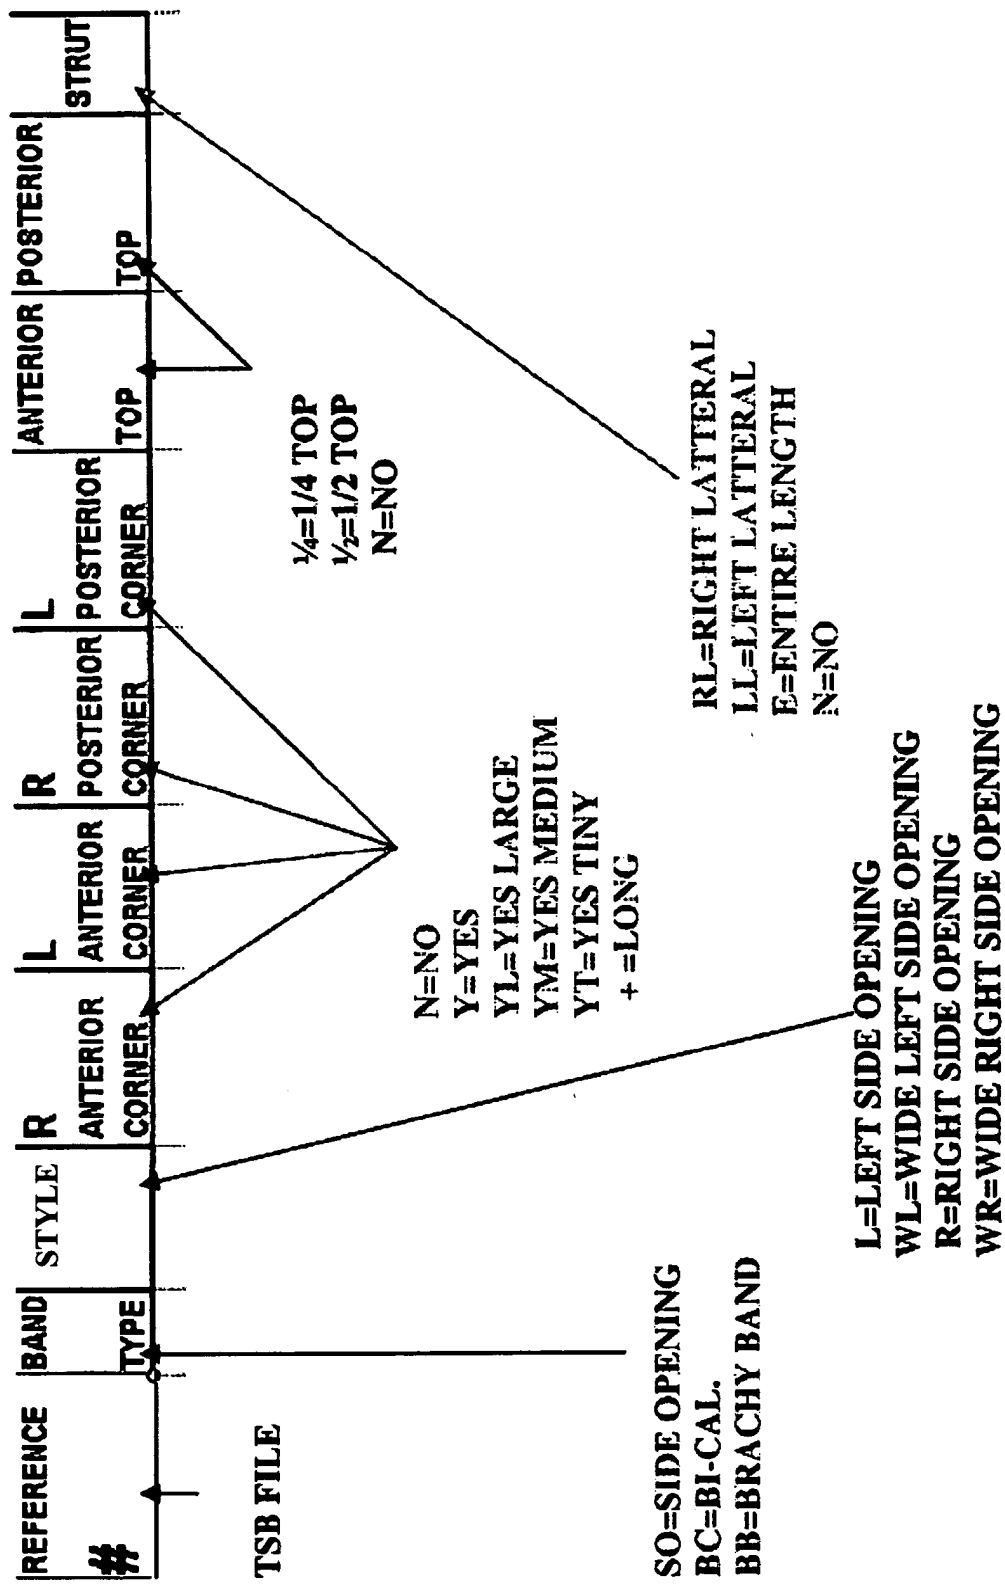 REFERENCE
#
BAND
TYPE
STYLE
R
ANTERIOR
CORNER
L
ANTERIOR
CORNER
R
POSTERIOR
CORNER
L
POSTERIOR
CORNER
ANTERIOR
TOP
POSTERIOR
TOP
STRUT
TSB FILE
SO=SIDE OPENING
BC=BI-CAL.
BB=BRACHY BAND
L=LEFT SIDE OPENING
WL=WIDE LEFT SIDE OPENING
R=RIGHT SIDE OPENING
WR=WIDE RIGHT SIDE OPENING
N=NO
Y=YES
YL=YES LARGE
YM=YES MEDIUM
YT=YES TINY
+ =LONG
¼=1/4 TOP
½=1/2 TOP
N=NO
RL=RIGHT LATTERAL
LL=LEFT LATTERAL
E=ENTIRE LENGTH
N=NO